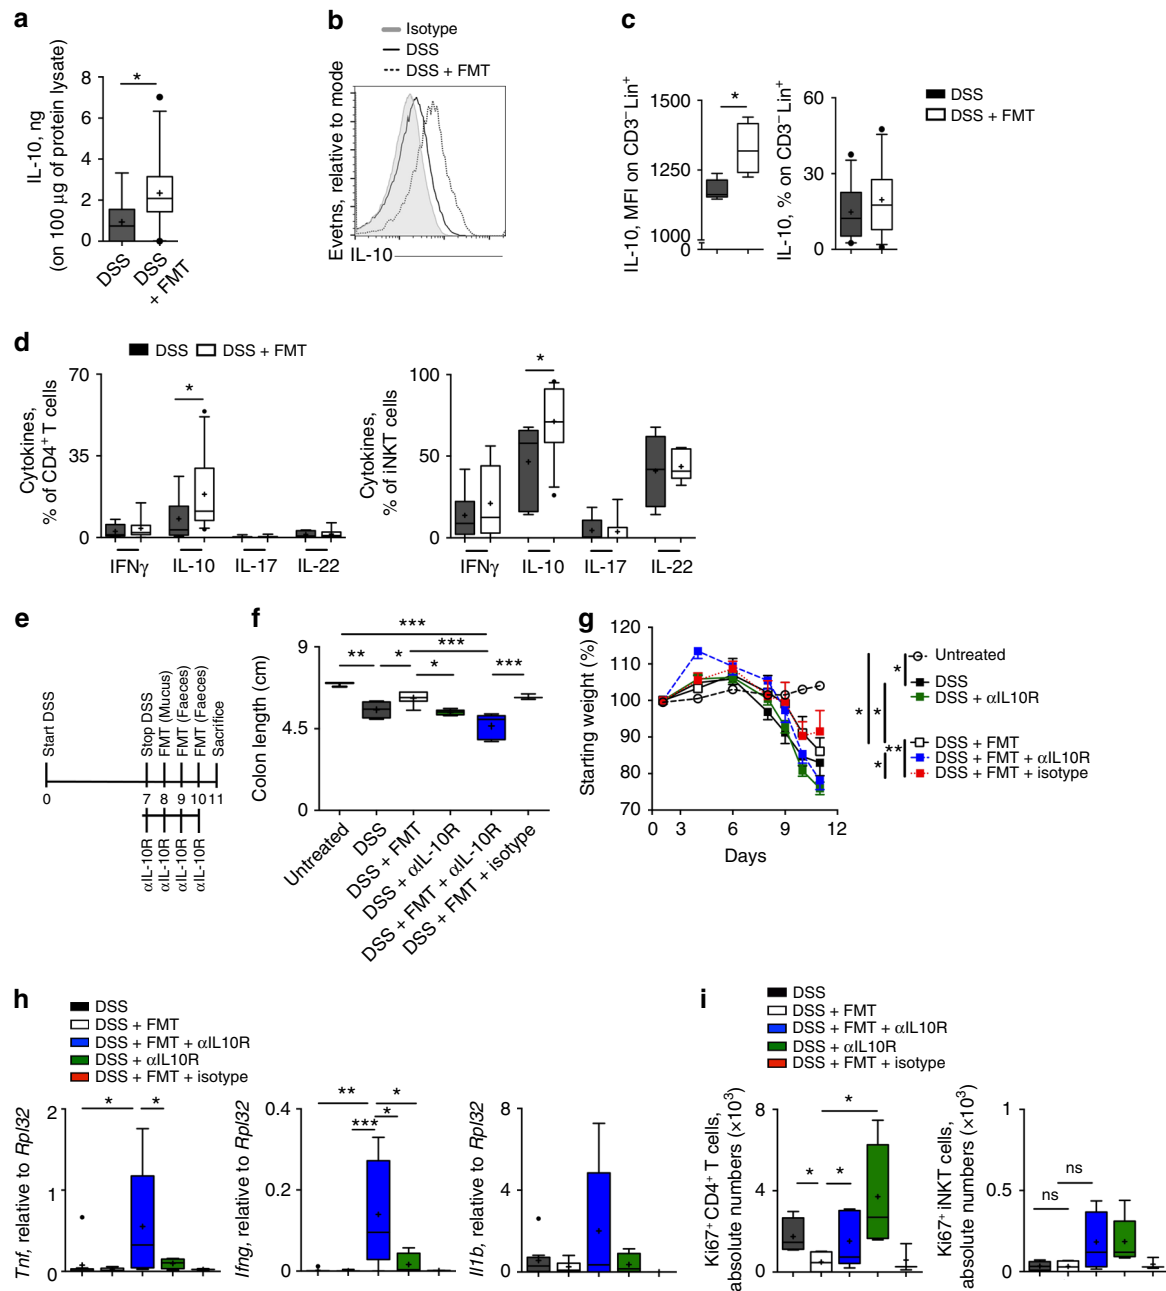 a
IL-10, ng
(on 100 μg of protein lysate)
8
6
4
2
0
*
DSS
DSS
+ FMT
b
Isotype
DSS
DSS + FMT
Evetns, relative to mode
IL-10
c
IL-10, MFI on CD3⁻Lin⁺
1500
1250
1000
0
*
IL-10, % on CD3⁻Lin⁺
60
30
0
DSS
DSS + FMT
d
DSS DSS + FMT
Cytokines,
% of CD4⁺ T cells
70
35
0
*
IFNγ IL-10 IL-17 IL-22
Cytokines,
% of iNKT cells
100
50
0
*
IFNγ IL-10 IL-17 IL-22
e
Start DSS
Stop DSS
FMT (Mucus)
FMT (Faeces)
FMT (Faeces)
Sacrifice
0 7 8 9 10 11
αIL-10R
αIL-10R
αIL-10R
αIL-10R
f
Colon length (cm)
9
4.5
0
***
***
** * * ***
Untreated
DSS
DSS + FMT
DSS + αIL-10R
DSS + FMT + αIL-10R
DSS + FMT + isotype
g
Starting weight (%)
120
110
100
90
80
70
0 3 6 9 12
Days
Untreated
DSS
DSS + αIL10R
DSS + FMT
DSS + FMT + αIL10R
DSS + FMT + isotype
*
* *
**
*
h
DSS
DSS + FMT
DSS + FMT + αIL10R
DSS + αIL10R
DSS + FMT + isotype
Tnf, relative to Rpl32
2
1
0
* *
Ifng, relative to Rpl32
0.4
0.2
0
** *
*** *
Il1b, relative to Rpl32
8
4
0
i
DSS
DSS + FMT
DSS + FMT + αIL10R
DSS + αIL10R
DSS + FMT + isotype
Ki67⁺ CD4⁺ T cells,
absolute numbers (×10³)
8
4
0
*
* *
Ki67⁺ iNKT cells,
absolute numbers (×10³)
1
0.5
0
ns
ns